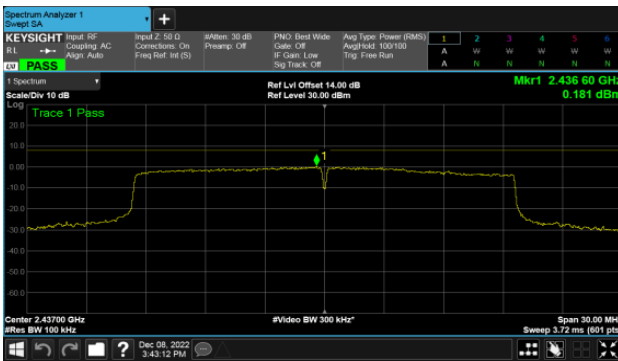 Spectrum Analyzer 1
Swept SA
KEYSIGHT
RL
PASS
Input: RF
Coupling: AC
Align: Auto
Input Z: 50 Ω
Corrections: On
Freq Ref: Int (S)
#Atten: 30 dB
Preamp: Off
PNO: Best Wide
Gate: Off
IF Gain: Low
Sig Track: Off
Avg Type: Power (RMS)
Avg|Hold: 100/100
Trig: Free Run
1 2 3 4 5 6
A W W W W W
A N N N N N
1 Spectrum
Scale/Div 10 dB
Ref Lvl Offset 14.00 dB
Ref Level 30.00 dBm
Mkr1 2.436 60 GHz
0.181 dBm
Log
Trace 1 Pass
20.0
10.0
1
0.00
-10.0
-20.0
-30.0
-40.0
-50.0
-60.0
Center 2.43700 GHz
#Res BW 100 kHz
#Video BW 300 kHz*
Span 30.00 MH
Sweep 3.72 ms (601 pts
?
Dec 08, 2022
3:43:12 PM